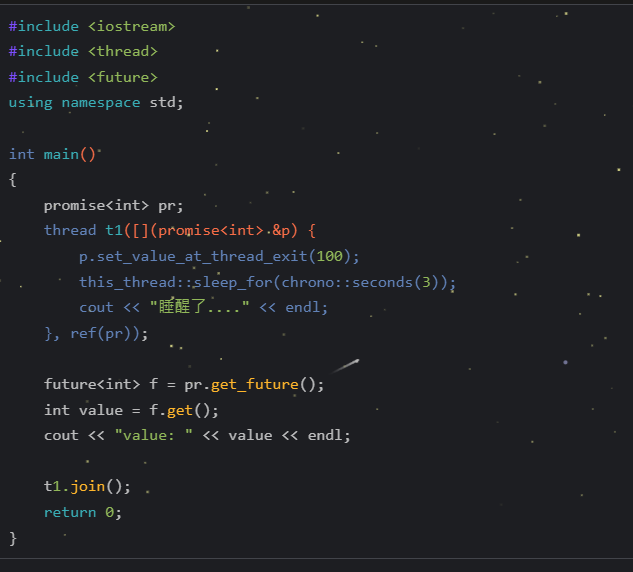 #include <iostream>
#include <thread>
#include <future>
using namespace std;

int main()
{
    promise<int> pr;
    thread t1([](promise<int> &p) {
        p.set_value_at_thread_exit(100);
        this_thread::sleep_for(chrono::seconds(3));
        cout << "睡醒了...." << endl;
    }, ref(pr));

    future<int> f = pr.get_future();
    int value = f.get();
    cout << "value: " << value << endl;

    t1.join();
    return 0;
}